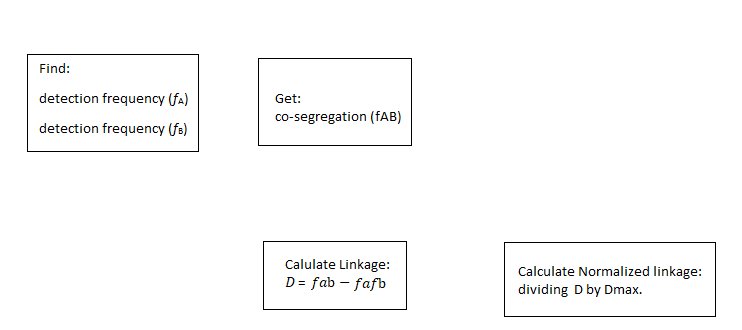 Find:
detection frequency (fA)
detection frequency (fB)
Get:
co-segregation (fAB)
Calulate Linkage:
D = fab − fafb
Calculate Normalized linkage:
dividing D by Dmax.